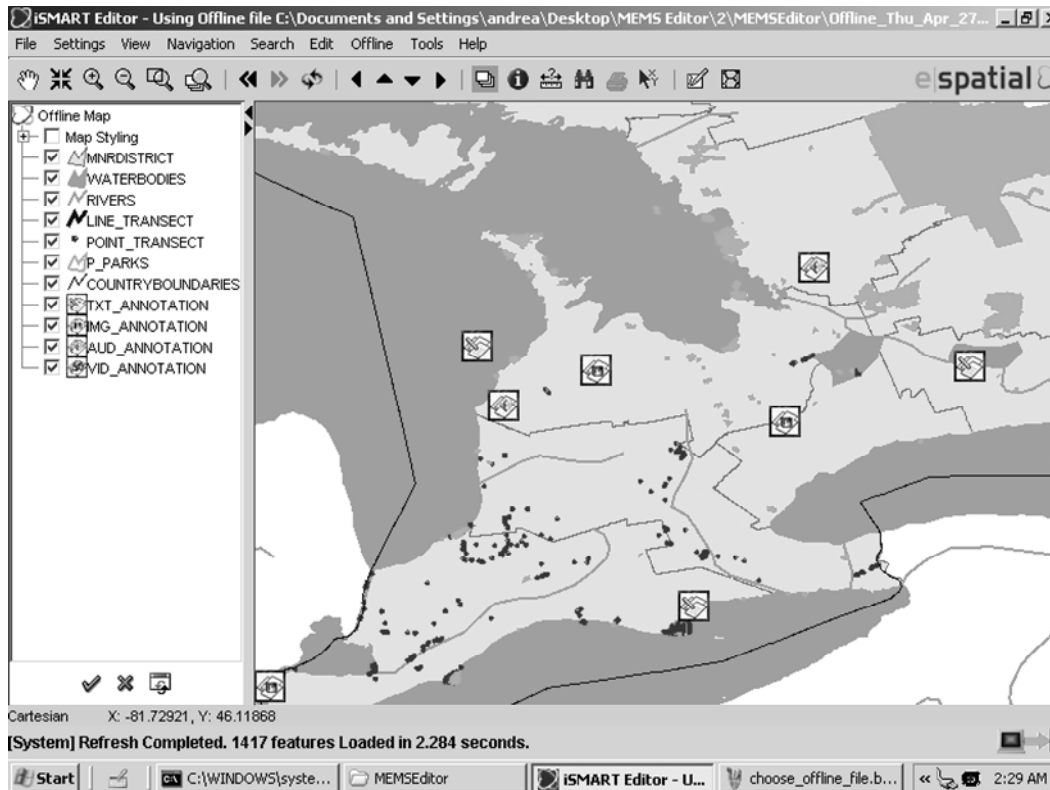 iSMART Editor - Using Offline file C:\Documents and Settings\andrea\Desktop\MEMS Editor\2\MEMSEditor\Offline_Thu_Apr_27...
File Settings View Navigation Search Edit Offline Tools Help
e|spatial
Offline Map
Map Styling
MNRDISTRICT
WATERBODIES
RIVERS
LINE_TRANSECT
POINT_TRANSECT
P_PARKS
COUNTRYBOUNDARIES
TXT_ANNOTATION
IMG_ANNOTATION
AUD_ANNOTATION
VID_ANNOTATION
Cartesian X: -81.72921, Y: 46.11868
[System] Refresh Completed. 1417 features Loaded in 2.284 seconds.
Start C:\WINDOWS\syste... MEMSEditor iSMART Editor - U... choose_offline_file.b... « 2:29 AM